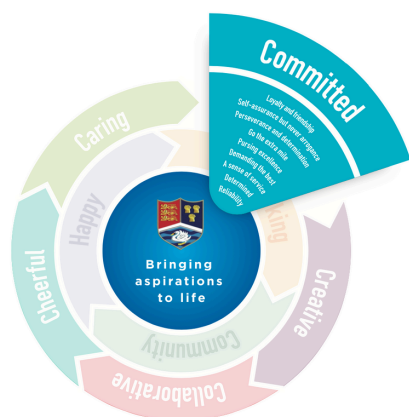 Committed
Loyalty and friendship
Self-assurance but never arrogance
Perseverance and determination
Go the extra mile
Pursing excellence
Demanding the best
A sense of service
Determined
Reliability
Caring
Happy
Cheerful
Bringing
aspirations
to life
Creative
Community
Collaborative